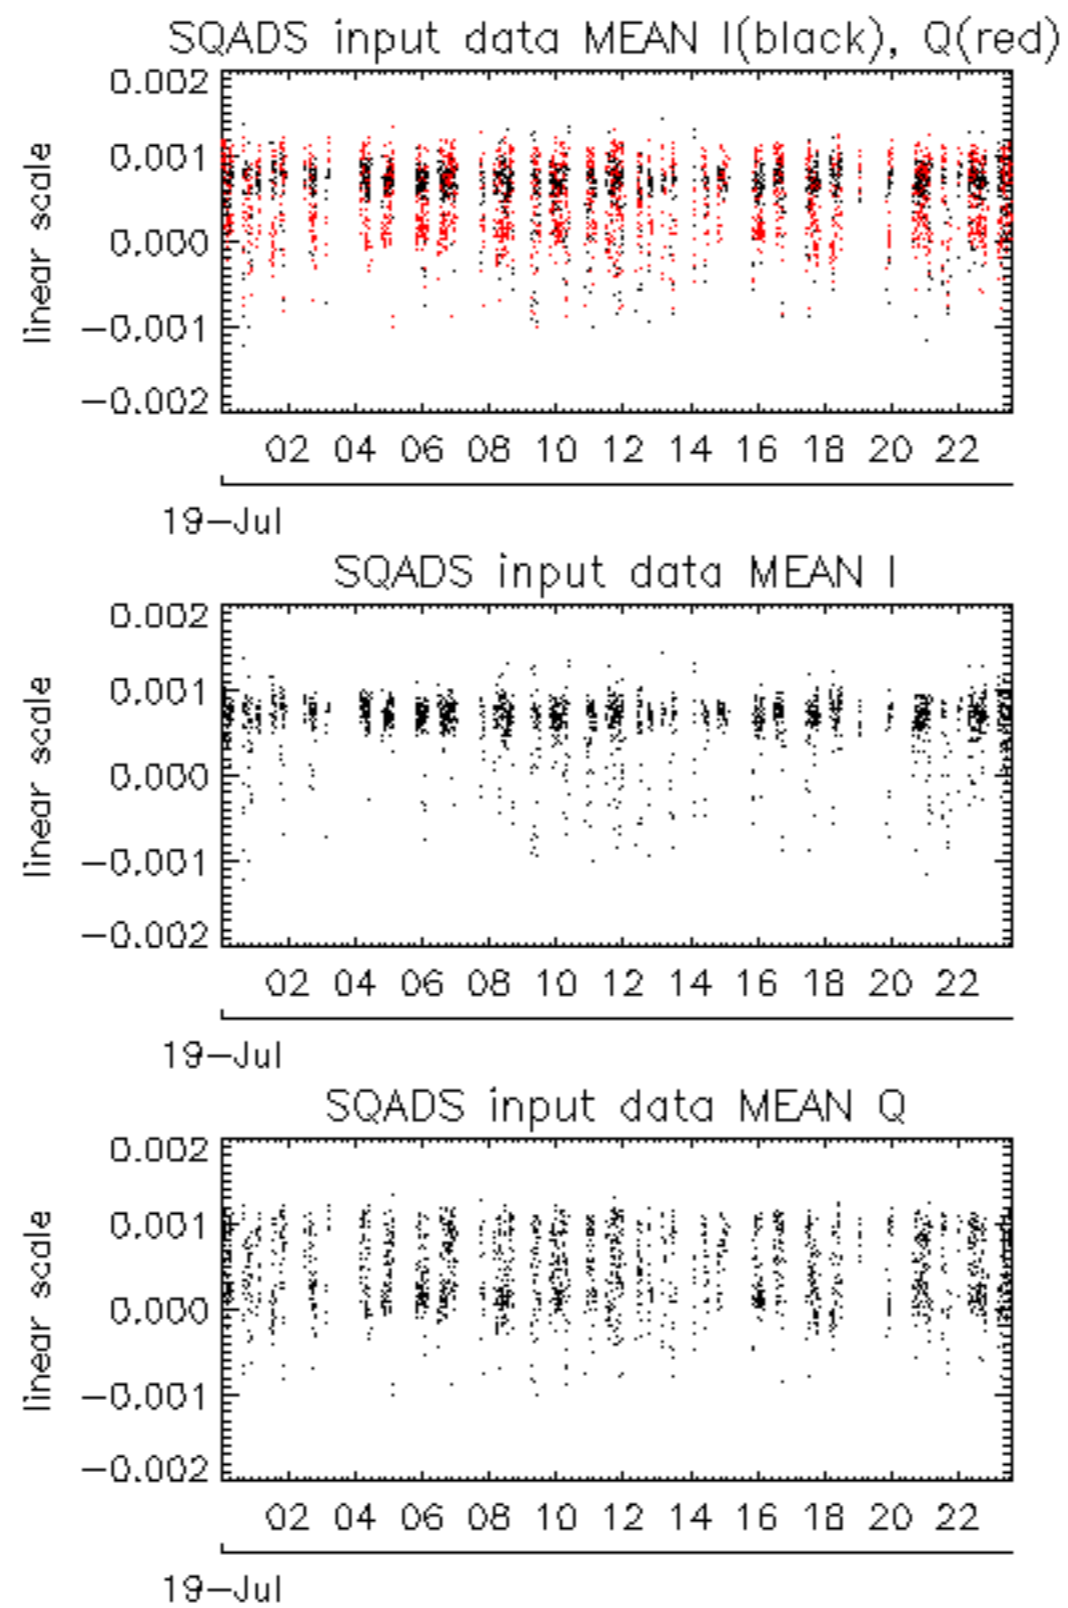 SQADS input data MEAN I(black), Q(red)
0.002
0.001
0.000
−0.001
−0.002
linear scale
02 04 06 08 10 12 14 16 18 20 22
19−Jul
SQADS input data MEAN I
0.002
0.001
0.000
−0.001
−0.002
linear scale
02 04 06 08 10 12 14 16 18 20 22
19−Jul
SQADS input data MEAN Q
0.002
0.001
0.000
−0.001
−0.002
linear scale
02 04 06 08 10 12 14 16 18 20 22
19−Jul